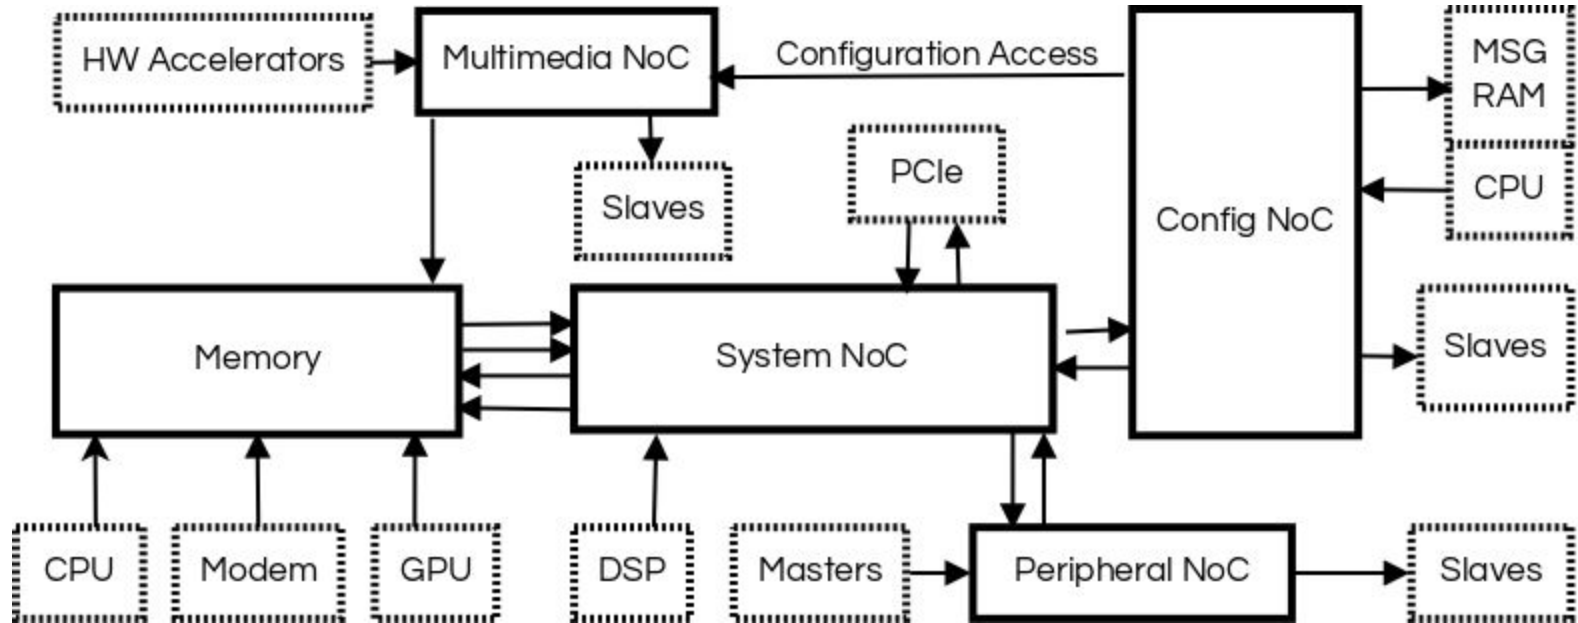 HW Accelerators
Multimedia NoC
Configuration Access
MSG
RAM
CPU
Slaves
PCIe
Config NoC
Memory
System NoC
Slaves
CPU
Modem
GPU
DSP
Masters
Peripheral NoC
Slaves